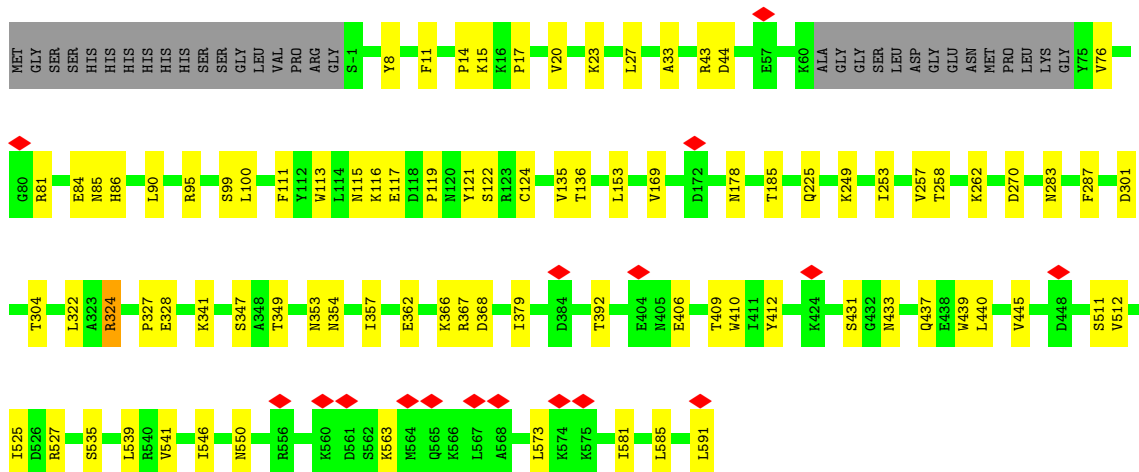 MET GLY SER SER HIS HIS HIS HIS HIS HIS SER SER GLY LEU VAL PRO ARG GLY S-1 Y8 F11 P14 K15 K16 P17 V20 K23 L27 A33 R43 D44 E57 K60 ALA GLY GLY SER LEU ASP GLY GLU ASN MET PRO LEU LYS GLY Y75 V76
G80 R81 E84 N85 H86 L90 R95 S99 L100 F111 Y112 W113 L114 N115 K116 E117 D118 P119 N120 Y121 S122 R123 C124 V135 T136 L153 V169 D172 N178 T185 Q225 K249 I253 V257 T258 K262 D270 N283 F287 D301
T304 L322 A323 R324 P327 E328 K341 S347 A348 T349 N353 N354 I357 E362 K366 R367 D368 I379 D384 T392 E404 N405 E406 T409 W410 I411 Y412 K424 S431 G432 N433 Q437 E438 W439 L440 V445 D448 S511 V512
I525 D526 R527 S535 L539 R540 V541 I546 N550 R556 K560 D561 S562 K563 M564 Q565 K566 L567 A568 L573 K574 K575 I581 L585 L591